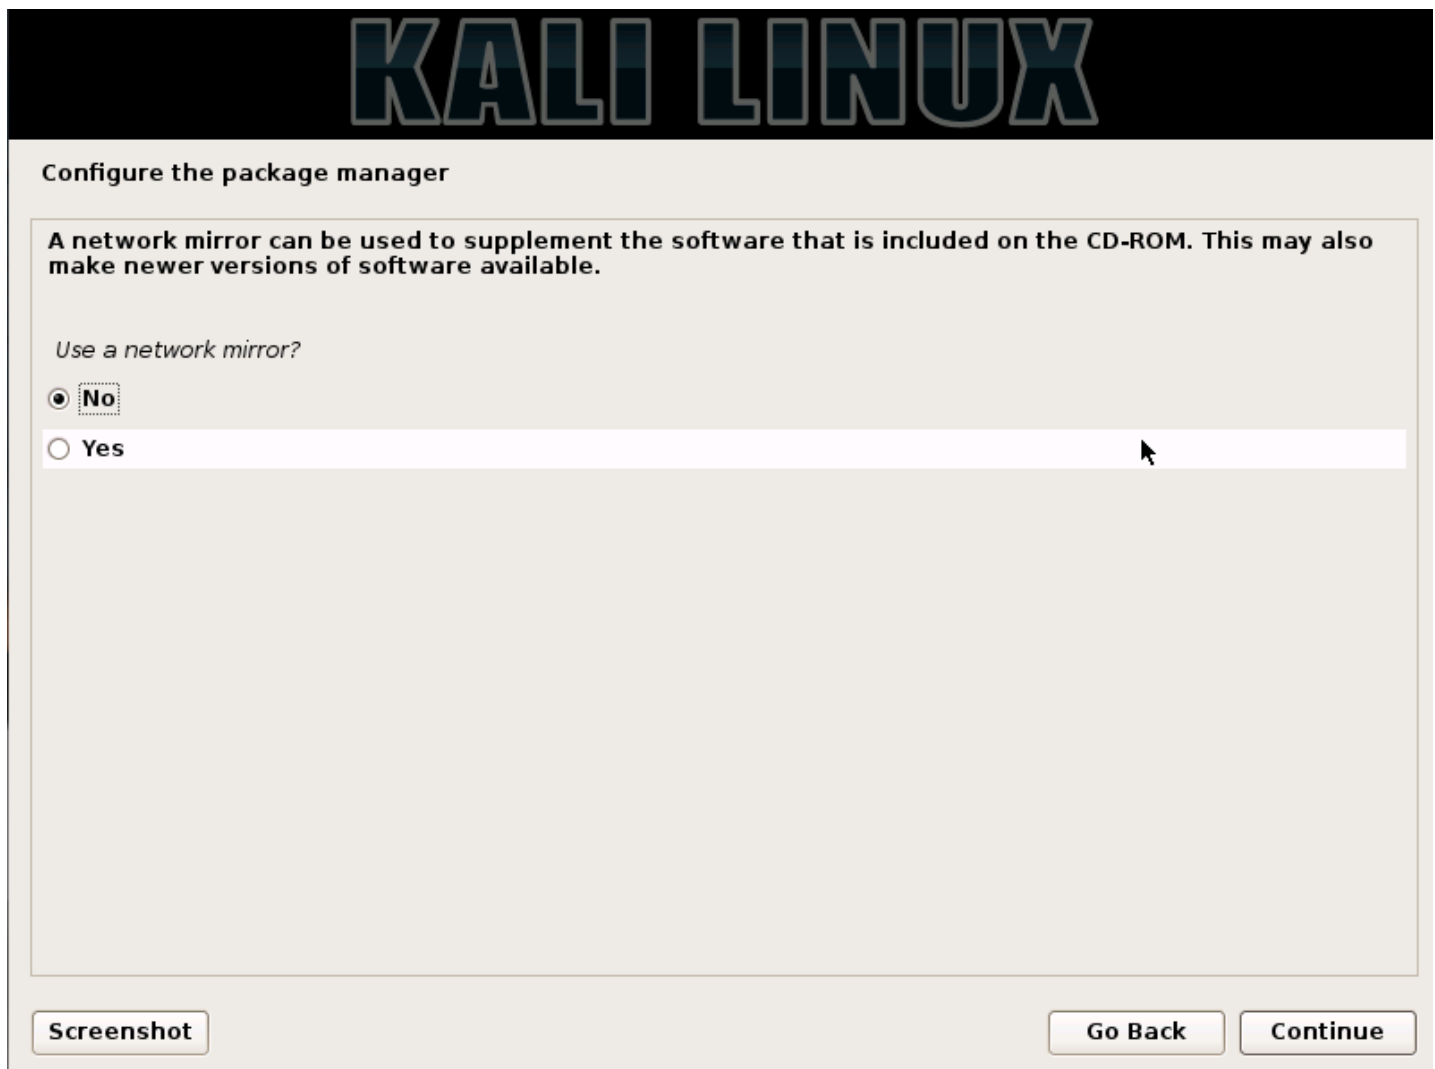 KALI LINUX
Configure the package manager
A network mirror can be used to supplement the software that is included on the CD-ROM. This may also
make newer versions of software available.
Use a network mirror?
No
Yes
Screenshot
Go Back
Continue